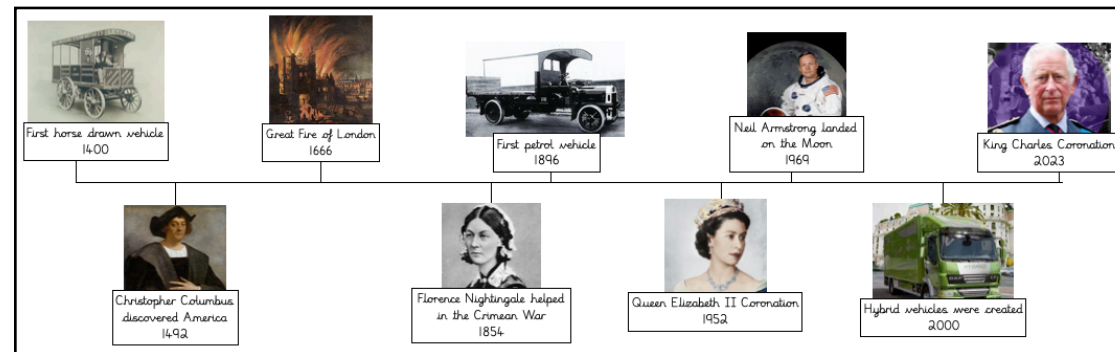 First horse drawn vehicle
1400
Great Fire of London
1666
First petrol vehicle
1896
Neil Armstrong landed
on the Moon
1969
King Charles Coronation
2023
Christopher Columbus
discovered America
1492
Florence Nightingale helped
in the Crimean War
1854
Queen Elizabeth II Coronation
1952
Hybrid vehicles were created
2000